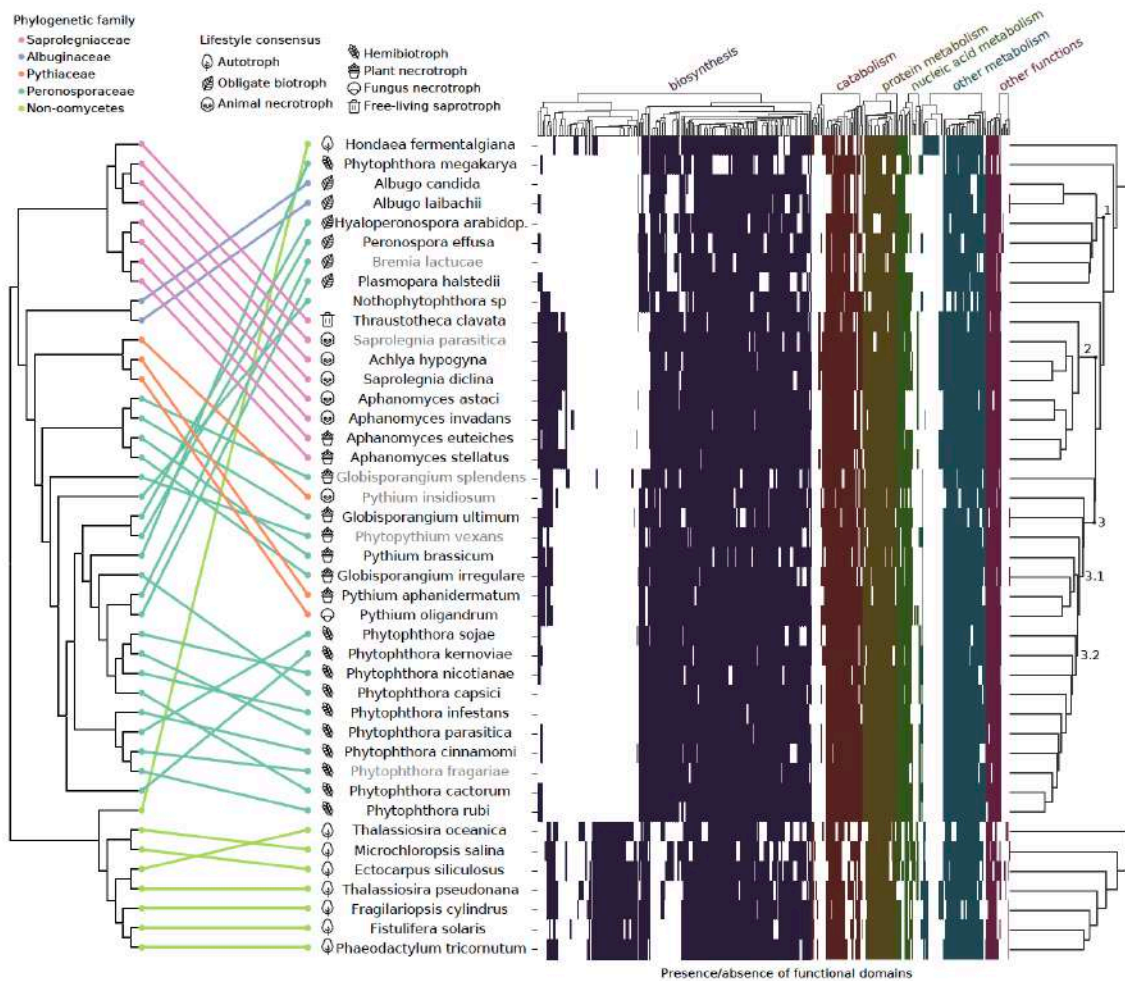 Phylogenetic family
Saprolegniaceae
Albuginaceae
Pythiaceae
Peronosporaceae
Non-oomycetes
Lifestyle consensus
Autotroph
Obligate biotroph
Animal necrotroph
Hemibiotroph
Plant necrotroph
Fungus necrotroph
Free-living saprotroph
biosynthesis
catabolism
protein metabolism
nucleic acid metabolism
other metabolism
other functions
Hondaea fermentalgiana
Phytophthora megakarya
Albugo candida
Albugo laibachii
Hyaloperonospora arabidop.
Peronospora effusa
Bremia lactucae
Plasmopara halstedii
Nothophytophthora sp
Thraustotheca clavata
Saprolegnia parasitica
Achlya hypogyna
Saprolegnia diclina
Aphanomyces astaci
Aphanomyces invadans
Aphanomyces euteiches
Aphanomyces stellatus
Globisporangium splendens
Pythium insidiosum
Globisporangium ultimum
Phytopythium vexans
Pythium brassicum
Globisporangium irregulare
Pythium aphanidermatum
Pythium oligandrum
Phytophthora sojae
Phytophthora kernoviae
Phytophthora nicotianae
Phytophthora capsici
Phytophthora infestans
Phytophthora parasitica
Phytophthora cinnamomi
Phytophthora fragariae
Phytophthora cactorum
Phytophthora rubi
Thalassiosira oceanica
Microchloropsis salina
Ectocarpus siliculosus
Thalassiosira pseudonana
Fragilariopsis cylindrus
Fistulifera solaris
Phaeodactylum tricornutum
1
2
3
3.1
3.2
Presence/absence of functional domains